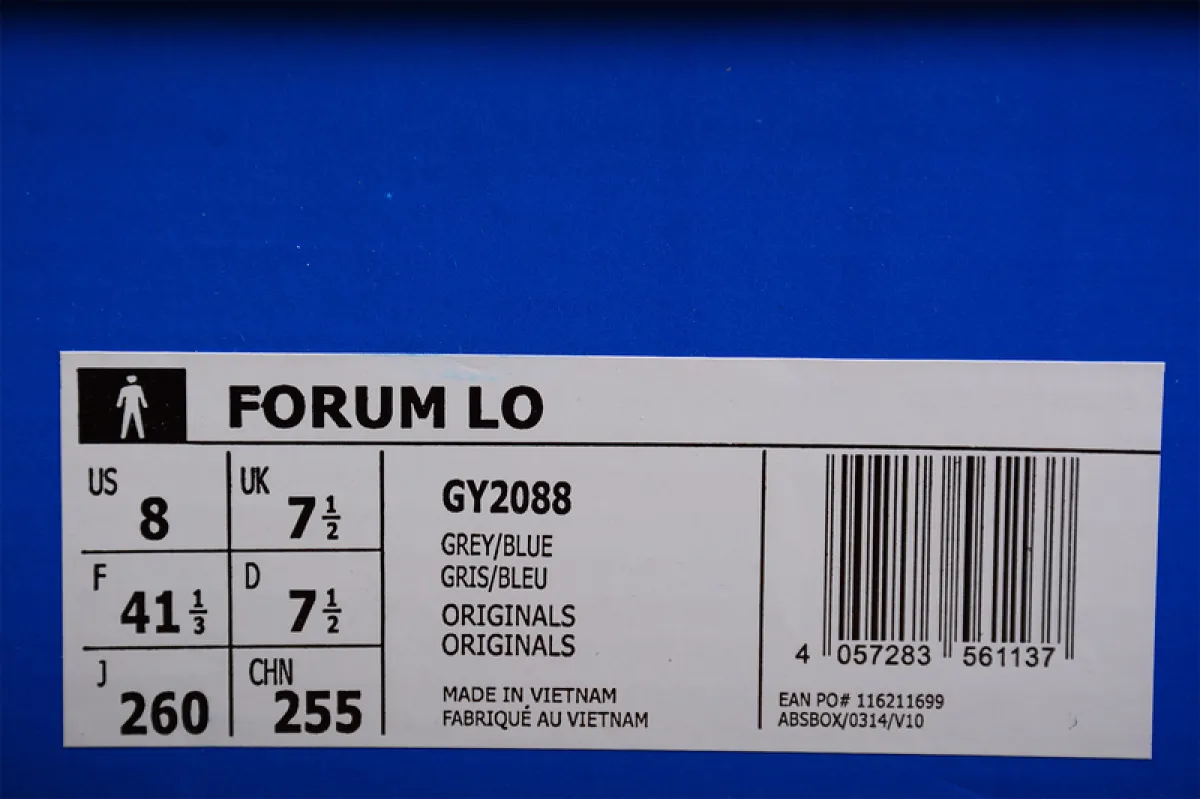 FORUM LO
US 8 UK 7 1/2
F 41 1/3 D 7 1/2
J 260 CHN 255
GY2088
GREY/BLUE
GRIS/BLEU
ORIGINALS
ORIGINALS
MADE IN VIETNAM
FABRIQUÉ AU VIETNAM
4 057283 561137
EAN PO# 116211699
ABSBOX/0314/V10